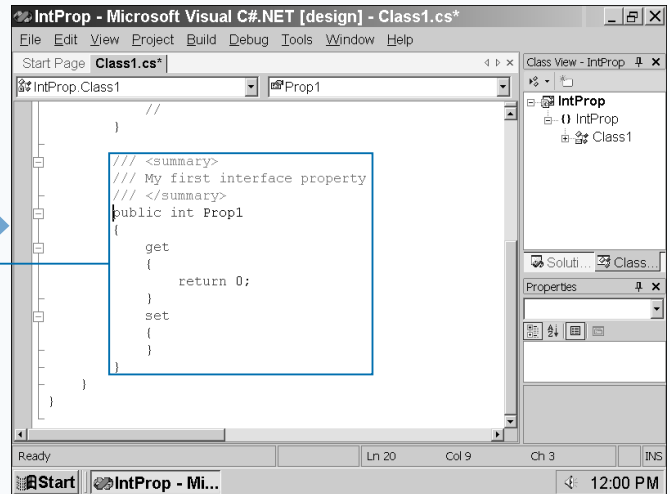 IntProp - Microsoft Visual C#.NET [design] - Class1.cs*
File Edit View Project Build Debug Tools Window Help
Start Page Class1.cs*
IntProp.Class1
Prop1
//
}
/// <summary>
/// My first interface property
/// </summary>
public int Prop1
{
get
{
return 0;
}
set
{
}
}
}
}
Class View - IntProp
IntProp
{} IntProp
Class1
Soluti... Class...
Properties
Ready Ln 20 Col 9 Ch 3 INS
Start IntProp - Mi... 12:00 PM